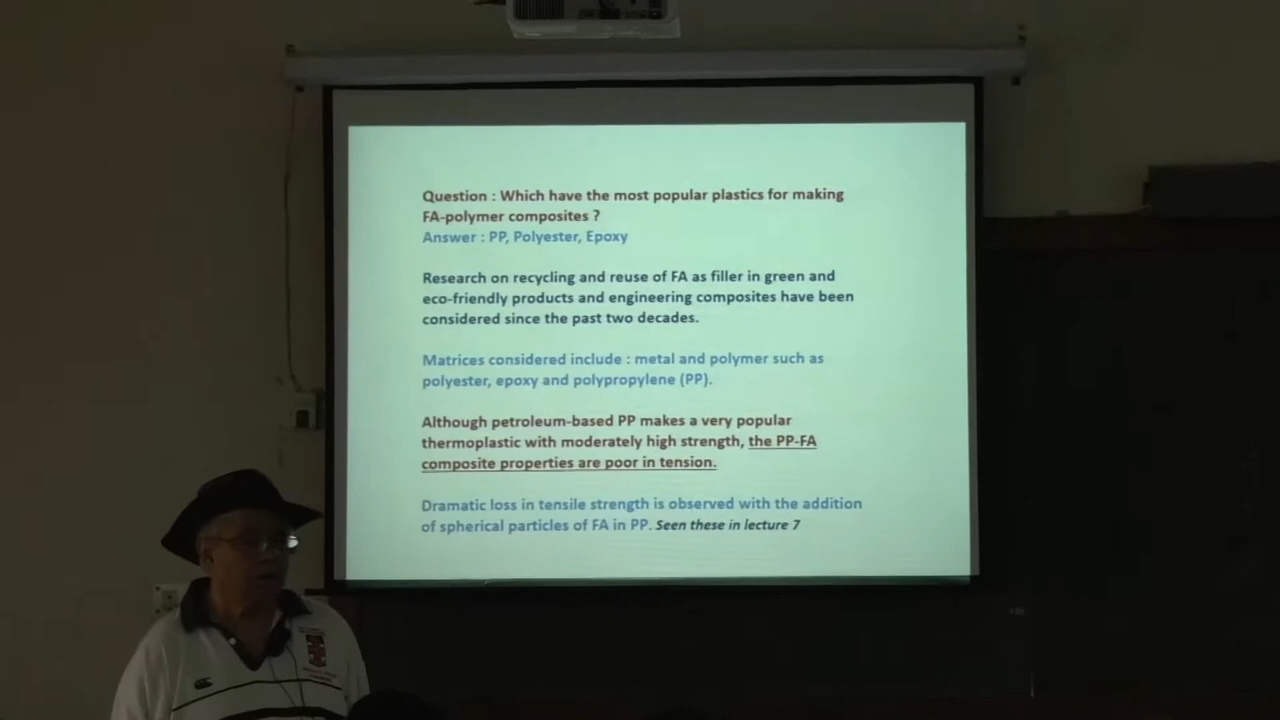 Question : Which have the most popular plastics for making
FA-polymer composites ?
Answer : PP, Polyester, Epoxy
Research on recycling and reuse of FA as filler in green and
eco-friendly products and engineering composites have been
considered since the past two decades.
Matrices considered include : metal and polymer such as
polyester, epoxy and polypropylene (PP).
Although petroleum-based PP makes a very popular
thermoplastic with moderately high strength, the PP-FA
composite properties are poor in tension.
Dramatic loss in tensile strength is observed with the addition
of spherical particles of FA in PP. Seen these in lecture 7